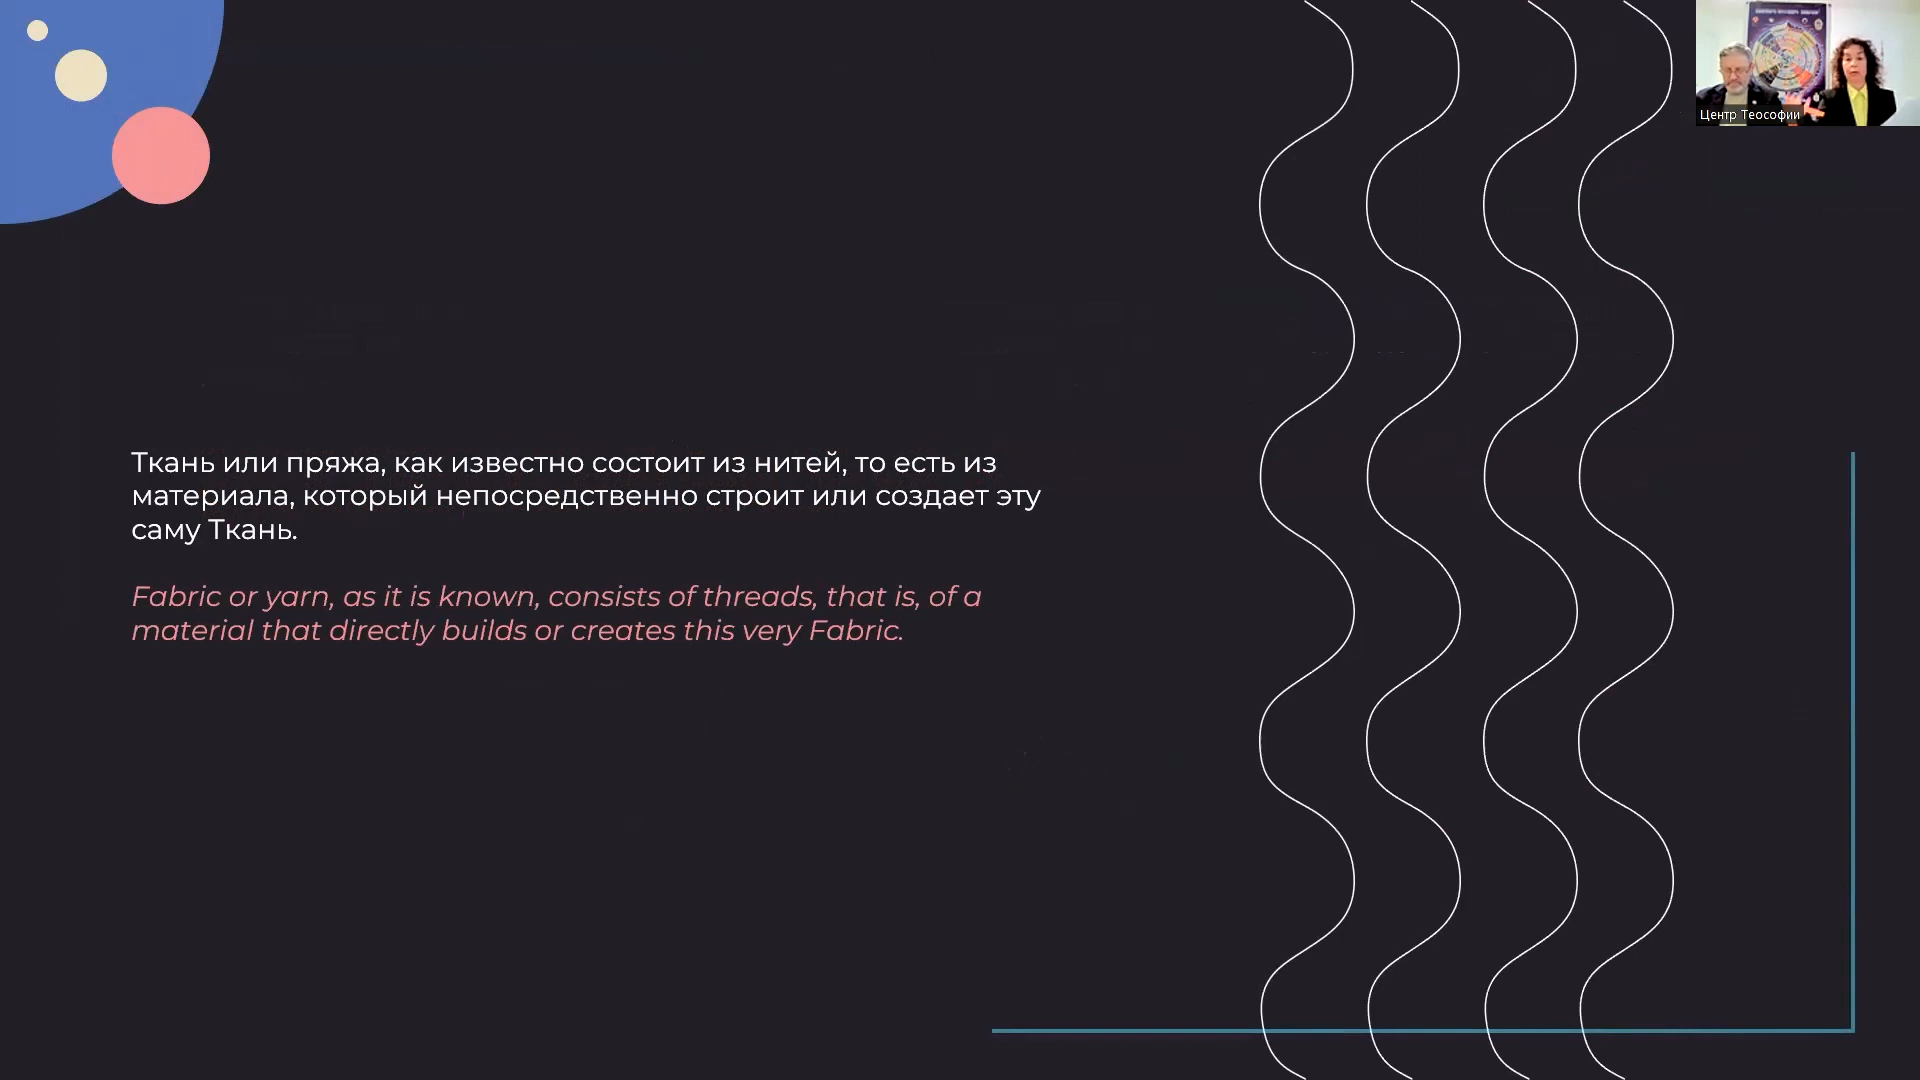 Центр Теософии
Ткань или пряжа, как известно состоит из нитей, то есть из
материала, который непосредственно строит или создает эту
саму Ткань.
Fabric or yarn, as it is known, consists of threads, that is, of a
material that directly builds or creates this very Fabric.